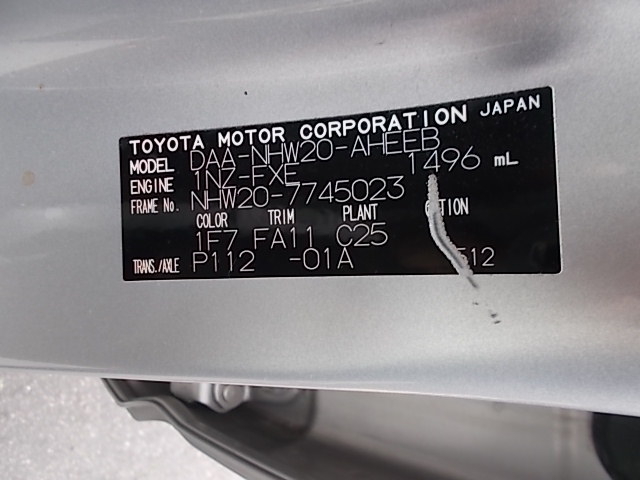 TOYOTA MOTOR CORPORATION JAPAN
MODEL DAA-NHW20-AHEEB
ENGINE 1NZ-FXE 1496 mL
FRAME No. NHW20-7745023
COLOR TRIM PLANT
1F7 FA11 C25
TRANS./AXLE P112 -01A